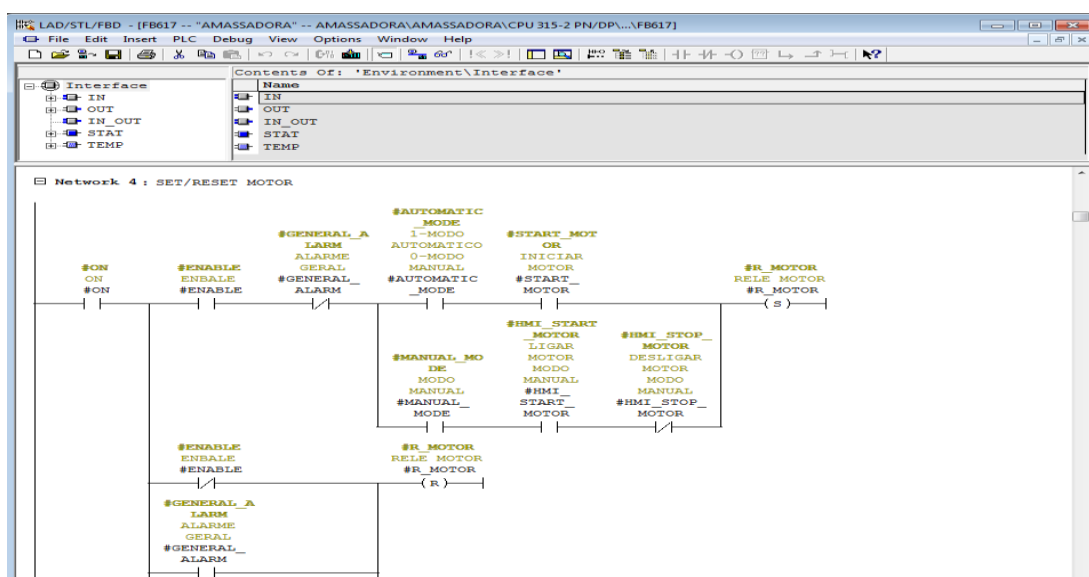 LAD/STL/FBD - [FB617 -- "AMASSADORA" -- AMASSADORA\AMASSADORA\CPU 315-2 PN/DP\...\FB617]
File Edit Insert PLC Debug View Options Window Help
Contents Of: 'Environment\Interface'
Interface
IN
OUT
IN_OUT
STAT
TEMP
Name
IN
OUT
IN_OUT
STAT
TEMP
Network 4 : SET/RESET MOTOR
#ON
ON
#ON
#ENABLE
ENBALE
#ENABLE
#GENERAL_A
LARM
ALARME
GERAL
#GENERAL_
ALARM
#AUTOMATIC
_MODE
1-MODO
AUTOMATICO
0-MODO
MANUAL
#AUTOMATIC
_MODE
#START_MOT
OR
INICIAR
MOTOR
#START_
MOTOR
#R_MOTOR
RELE MOTOR
#R_MOTOR
S
#MANUAL_MO
DE
MODO
MANUAL
#MANUAL_
MODE
#HMI_START
_MOTOR
LIGAR
MOTOR
MODO
MANUAL
#HMI_
START_
MOTOR
#HMI_STOP_
MOTOR
DESLIGAR
MOTOR
MODO
MANUAL
#HMI_STOP_
MOTOR
#ENABLE
ENBALE
#ENABLE
#R_MOTOR
RELE MOTOR
#R_MOTOR
R
#GENERAL_A
LARM
ALARME
GERAL
#GENERAL_
ALARM